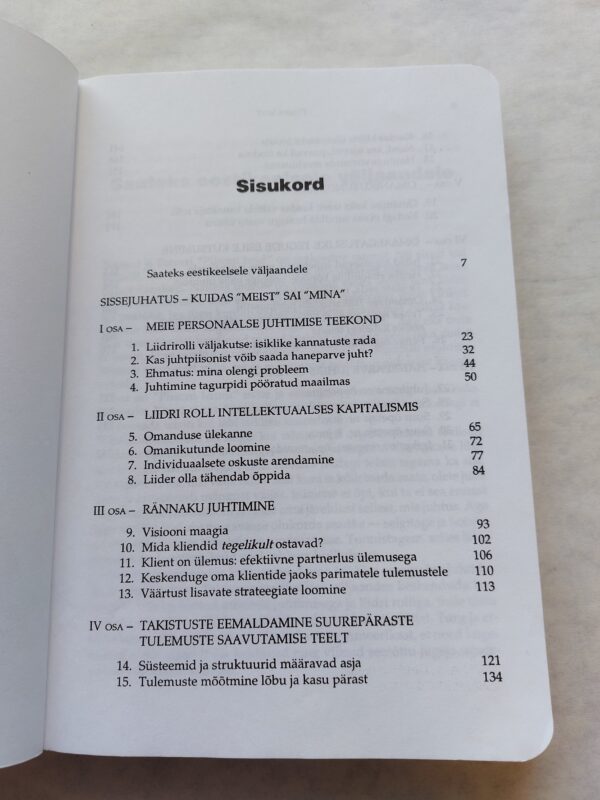 Sisukord
Saateks eestikeelsele väljaandele 7
SISSEJUHATUS – KUIDAS "MEIST" SAI "MINA"
I OSA – MEIE PERSONAALSE JUHTIMISE TEEKOND
1. Liidrirolli väljakutse: isiklike kannatuste rada 23
2. Kas juhtpiisonist võib saada haneparve juht? 32
3. Ehmatus: mina olengi probleem 44
4. Juhtimine tagurpidi pööratud maailmas 50
II OSA – LIIDRI ROLL INTELLEKTUAALSES KAPITALISMIS
5. Omanduse ülekanne 65
6. Omanikutunde loomine 72
7. Individuaalsete oskuste arendamine 77
8. Liider olla tähendab õppida 84
III OSA – RÄNNAKU JUHTIMINE
9. Visiooni maagia 93
10. Mida kliendid tegelikult ostavad? 102
11. Klient on ülemus: efektiivne partnerlus ülemusega 106
12. Keskenduge oma klientide jaoks parimatele tulemustele 110
13. Väärtust lisavate strateegiate loomine 113
IV OSA – TAKISTUSTE EEMALDAMINE SUUREPÄRASTE
TULEMUSTE SAAVUTAMISE TEELT
14. Süsteemid ja struktuurid määravad asja 121
15. Tulemuste mõõtmine lõbu ja kasu pärast 134